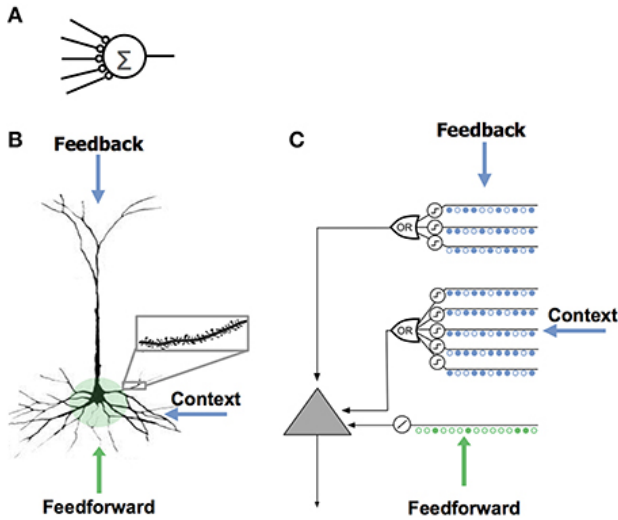 A
Σ
B
Feedback
Context
Feedforward
C
Feedback
OR
OR
Context
Feedforward